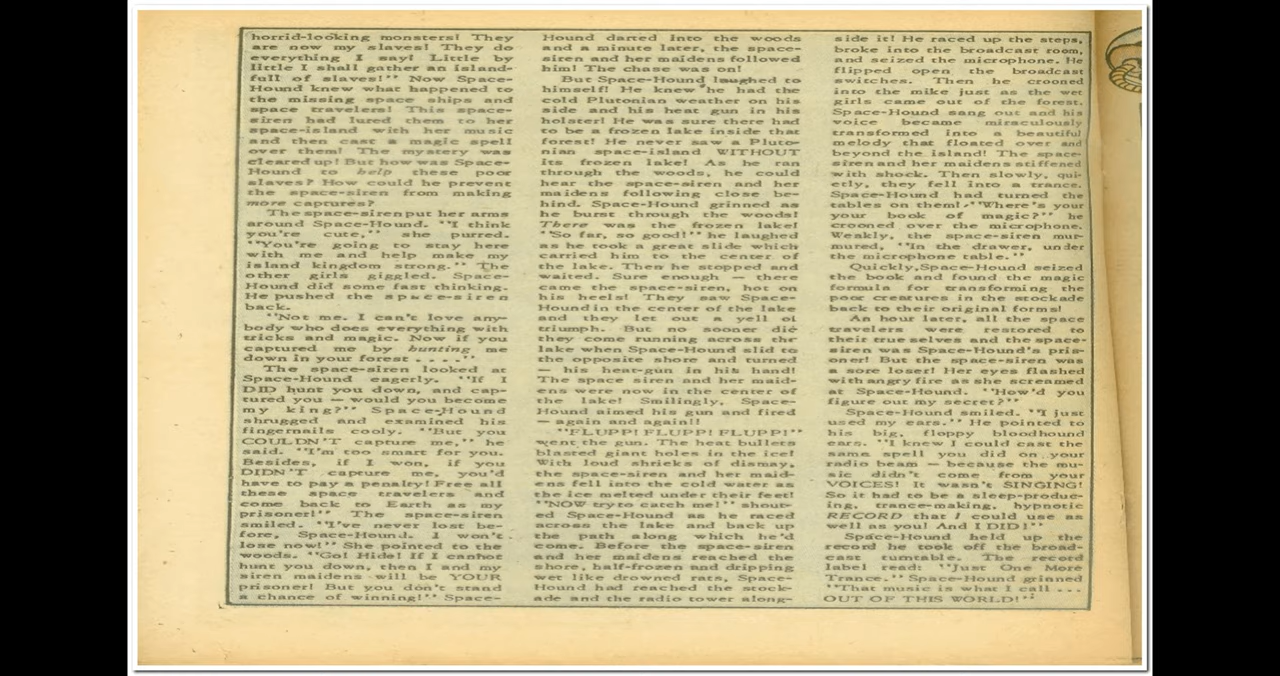 horrid-looking monsters! They
are now my slaves! They do
everything I say! Little by
little I shall gather an island-
full of slaves!'' Now Space-
Hound knew what happened to
the missing space ships and
space travelers! This space-
siren had lured them to her
space-island with her music
and then cast a magic spell
over them! The mystery was
cleared up! But how was Space-
Hound to help these poor
slaves? How could he prevent
the space-siren from making
more captures?
The space-siren put her arms
around Space-Hound. ''I think
you're cute,'' she purred.
''You're going to stay here
with me and help make my
island kingdom strong.'' The
other girls giggled. Space-
Hound did some fast thinking.
He pushed the space-siren
back.
''Not me. I can't love any-
body who does everything with
tricks and magic. Now if you
captured me by hunting me
down in your forest . . . .''
The space-siren looked at
Space-Hound eagerly. ''If I
DID hunt you down, and cap-
tured you — would you become
my king?'' Space-Hound
shrugged and examined his
fingernails cooly. ''But you
COULDN'T capture me,'' he
said. ''I'm too smart for you.
Besides, if I won, if you
DIDN'T capture me, you'd
have to pay a penalty! Free all
these space travelers and
come back to Earth as my
prisoner!'' The space-siren
smiled. ''I've never lost be-
fore, Space-Hound. I won't
lose now!'' She pointed to the
woods. ''Go! Hide! If I cannot
hunt you down, then I and my
siren maidens will be YOUR
prisoner! But you don't stand
a chance of winning!'' Space-
Hound darted into the woods
and a minute later, the space-
siren and her maidens followed
him! The chase was on!
But Space-Hound laughed to
himself! He knew he had the
cold Plutonian weather on his
side and his heat gun in his
holster! He was sure there had
to be a frozen lake inside that
forest! He never saw a Pluto-
nian space-island WITHOUT
its frozen lake! As he ran
through the woods, he could
hear the space-siren and her
maidens following close be-
hind. Space-Hound grinned as
he burst through the woods!
There was the frozen lake!
''So far, so good!'' he laughed
as he took a great slide which
carried him to the center of
the lake. Then he stopped and
waited. Sure enough — there
came the space-siren, hot on
his heels! They saw Space-
Hound in the center of the lake
and they let out a yell of
triumph. But no sooner did
they come running across the
lake when Space-Hound slid to
the opposite shore and turned
— his heat-gun in his hand!
The space siren and her maid-
ens were now in the center of
the lake! Smilingly, Space-
Hound aimed his gun and fired
— again and again!!
''FLUPP! FLUPP! FLUPP!''
went the gun. The heat bullets
blasted giant holes in the ice!
With loud shrieks of dismay,
the space-siren and her maid-
ens fell into the cold water as
the ice melted under their feet!
''NOW try to catch me!'' shout-
ed Space-Hound as he raced
across the lake and back up
the path along which he'd
come. Before the space-siren
and her maidens reached the
shore, half-frozen and dripping
wet like drowned rats, Space-
Hound had reached the stock-
ade and the radio tower along-
side it! He raced up the steps,
broke into the broadcast room,
and seized the microphone. He
flipped open the broadcast
switches. Then he crooned
into the mike just as the wet
girls came out of the forest.
Space-Hound sang out and his
voice became miraculously
transformed into a beautiful
melody that floated over and
beyond the island! The space-
siren and her maidens stiffened
with shock. Then slowly, qui-
etly, they fell into a trance.
Space-Hound had turned the
tables on them! ''Where's your
your book of magic?'' he
crooned over the microphone.
Weakly, the space-siren mur-
mured, ''In the drawer, under
the microphone table.''
Quickly, Space-Hound seized
the book and found the magic
formula for transforming the
poor creatures in the stockade
back to their original forms!
An hour later, all the space
travelers were restored to
their true selves and the space-
siren was Space-Hound's pris-
oner! But the space-siren was
a sore loser! Her eyes flashed
with angry fire as she screamed
at Space-Hound. ''How'd you
figure out my secret?''
Space-Hound smiled. ''I just
used my ears.'' He pointed to
his big, floppy bloodhound
ears. ''I knew I could cast the
same spell you did on your
radio beam — because the mu-
sic didn't come from your
VOICES! It wasn't SINGING!
So it had to be a sleep-produc-
ing, trance-making, hypnotic
RECORD that I could use as
well as you! And I DID!''
Space-Hound held up the
record he took off the broad-
cast turntable. The record
label read: ''Just One More
Trance.'' Space-Hound grinned
''That music is what I call . . .
OUT OF THIS WORLD!''